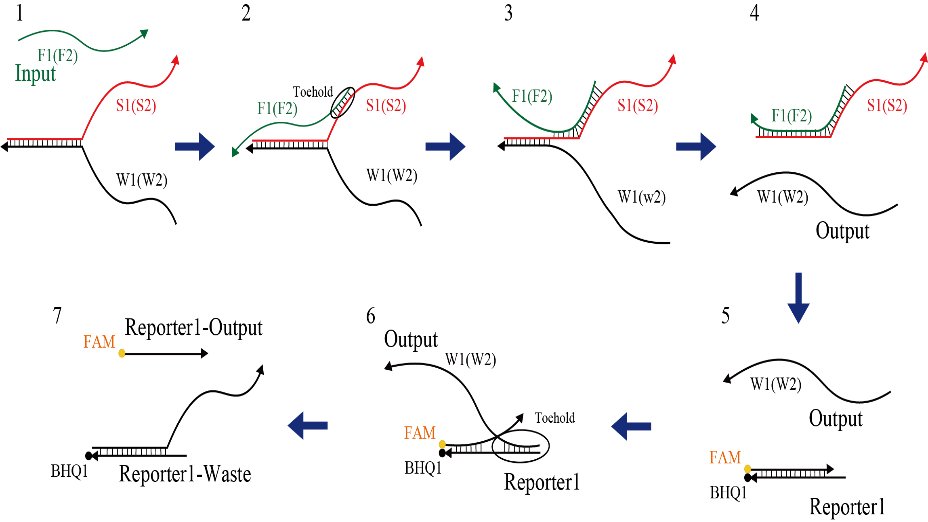 1
F1(F2)
Input
S1(S2)
W1(W2)
2
Toehold
F1(F2)
S1(S2)
W1(W2)
3
F1(F2)
S1(S2)
W1(w2)
4
F1(F2)
S1(S2)
W1(W2)
Output
5
W1(W2)
Output
FAM
BHQ1
Reporter1
6
Output
W1(W2)
Toehold
FAM
BHQ1
Reporter1
7
Reporter1-Output
FAM
BHQ1
Reporter1-Waste